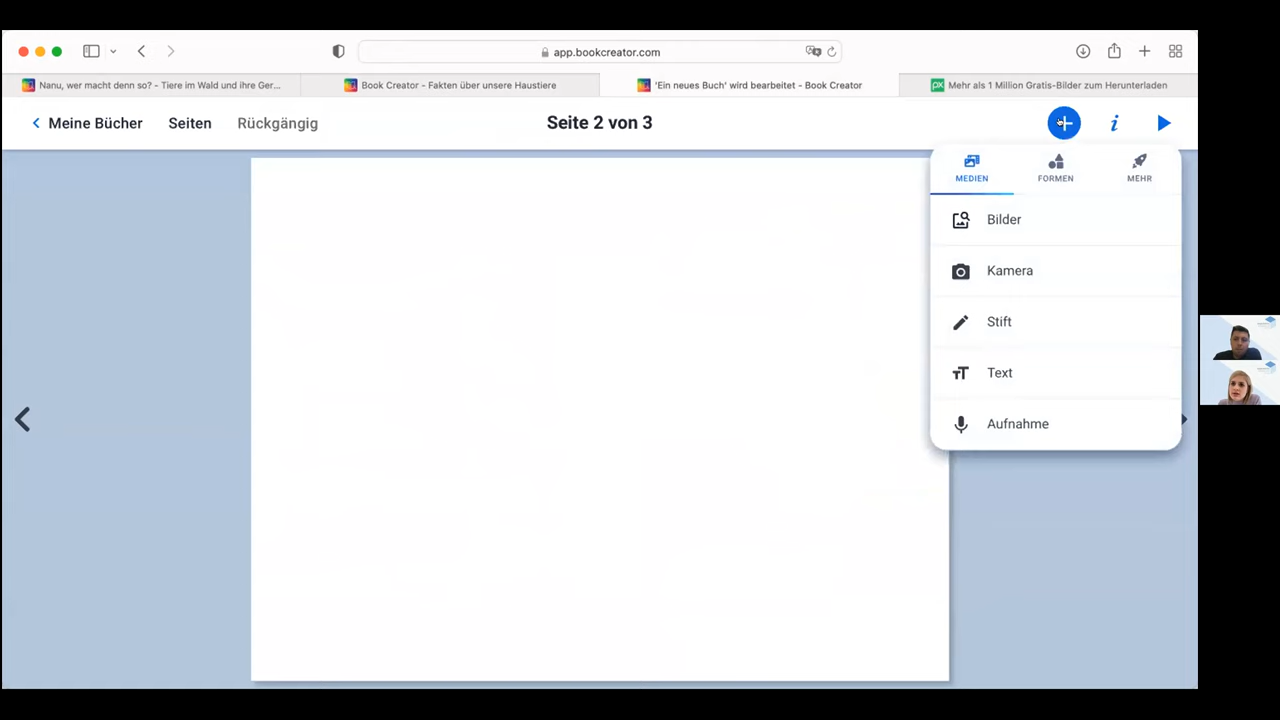 app.bookcreator.com
Nanu, wer macht denn so? - Tiere im Wald und ihre Ger...
Book Creator - Fakten über unsere Haustiere
'Ein neues Buch' wird bearbeitet - Book Creator
Mehr als 1 Million Gratis-Bilder zum Herunterladen
Meine Bücher
Seiten
Rückgängig
Seite 2 von 3
MEDIEN
FORMEN
MEHR
Bilder
Kamera
Stift
Text
Aufnahme